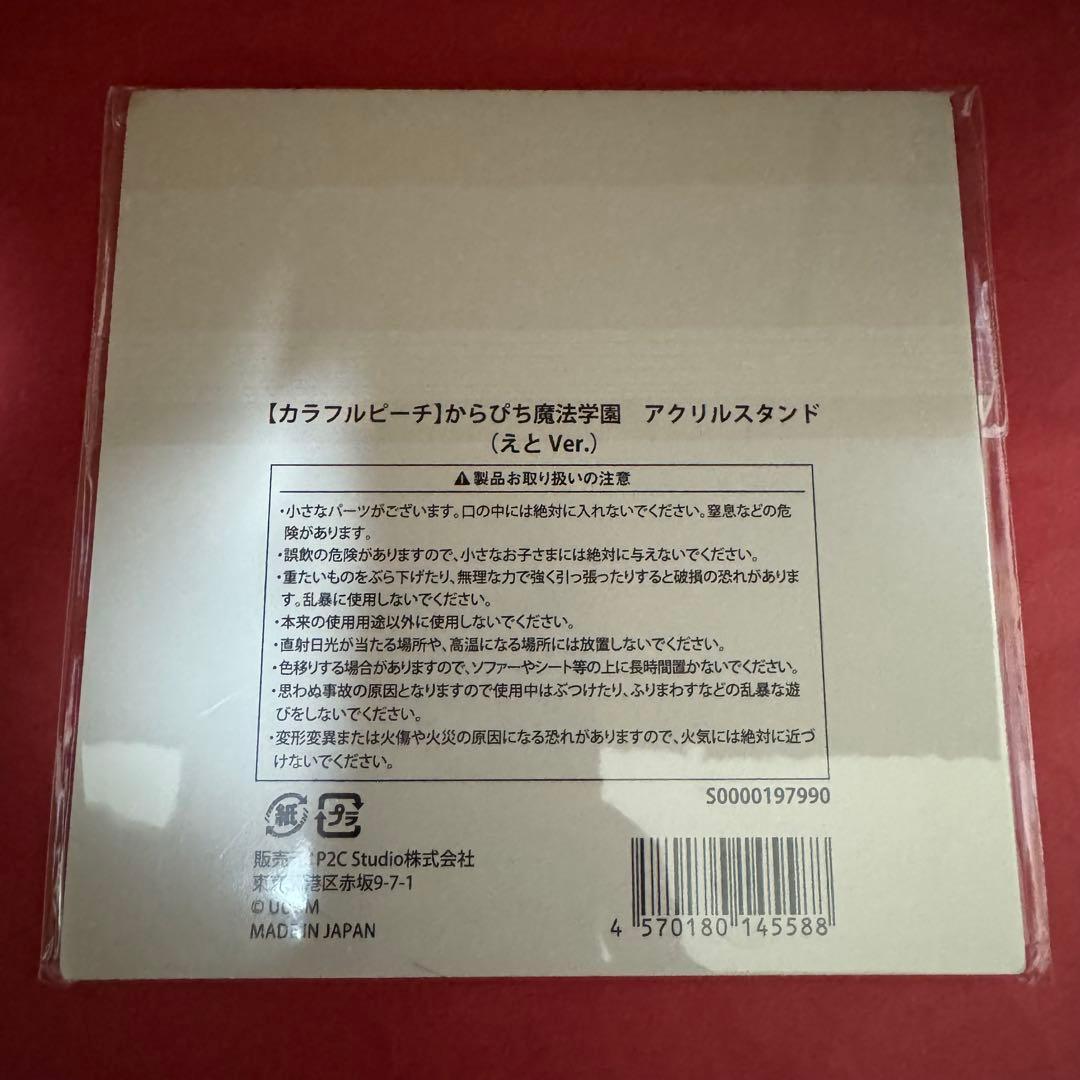 【カラフルピーチ】からぴち魔法学園　アクリルスタンド
（えと Ver.）
⚠製品お取り扱いの注意
・小さなパーツがございます。口の中には絶対に入れないでください。窒息などの危
険があります。
・誤飲の危険がありますので、小さなお子さまには絶対に与えないでください。
・重たいものをぶら下げたり、無理な力で強く引っ張ったりすると破損の恐れがありま
す。乱暴に使用しないでください。
・本来の使用用途以外に使用しないでください。
・直射日光が当たる場所や、高温になる場所には放置しないでください。
・色移りする場合がありますので、ソファーやシート等の上に長時間置かないでください。
・思わぬ事故の原因となりますので使用中はぶつけたり、ふりまわすなどの乱暴な遊
びをしないでください。
・変形変異または火傷や火災の原因になる恐れがありますので、火気には絶対に近づ
けないでください。
S0000197990
紙 プラ
販売 P2C Studio株式会社
港区赤坂9-7-1
©
MADE IN JAPAN
4 570180 145588